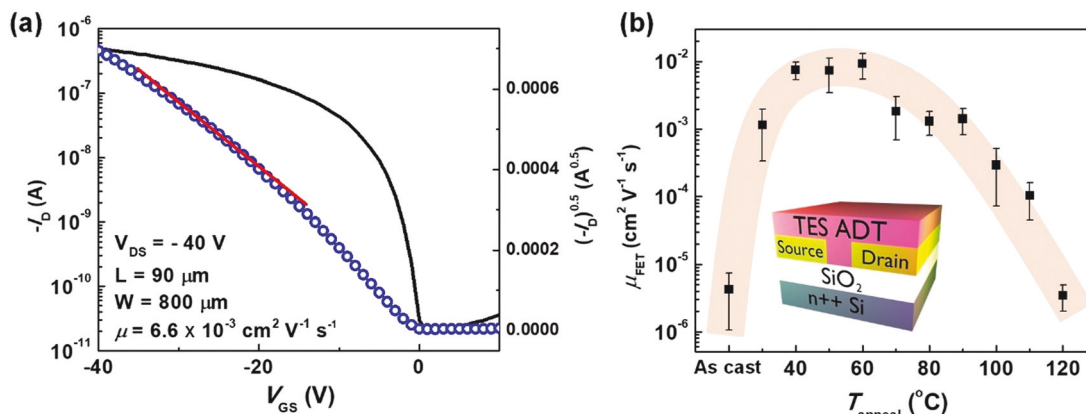 (a)
10⁻⁶
10⁻⁷
10⁻⁸
10⁻⁹
10⁻¹⁰
10⁻¹¹
-I_D (A)
V_DS = - 40 V
L = 90 μm
W = 800 μm
μ = 6.6 x 10⁻³ cm² V⁻¹ s⁻¹
-40 -20 0
V_GS (V)
0.0006
0.0004
0.0002
0.0000
(-I_D)^0.5 (A^0.5)
(b)
10⁻²
10⁻³
10⁻⁴
10⁻⁵
10⁻⁶
μ_FET (cm² V⁻¹ s⁻¹)
TES ADT
Source Drain
SiO₂
n++ Si
As cast 40 60 80 100 120
T_anneal (°C)